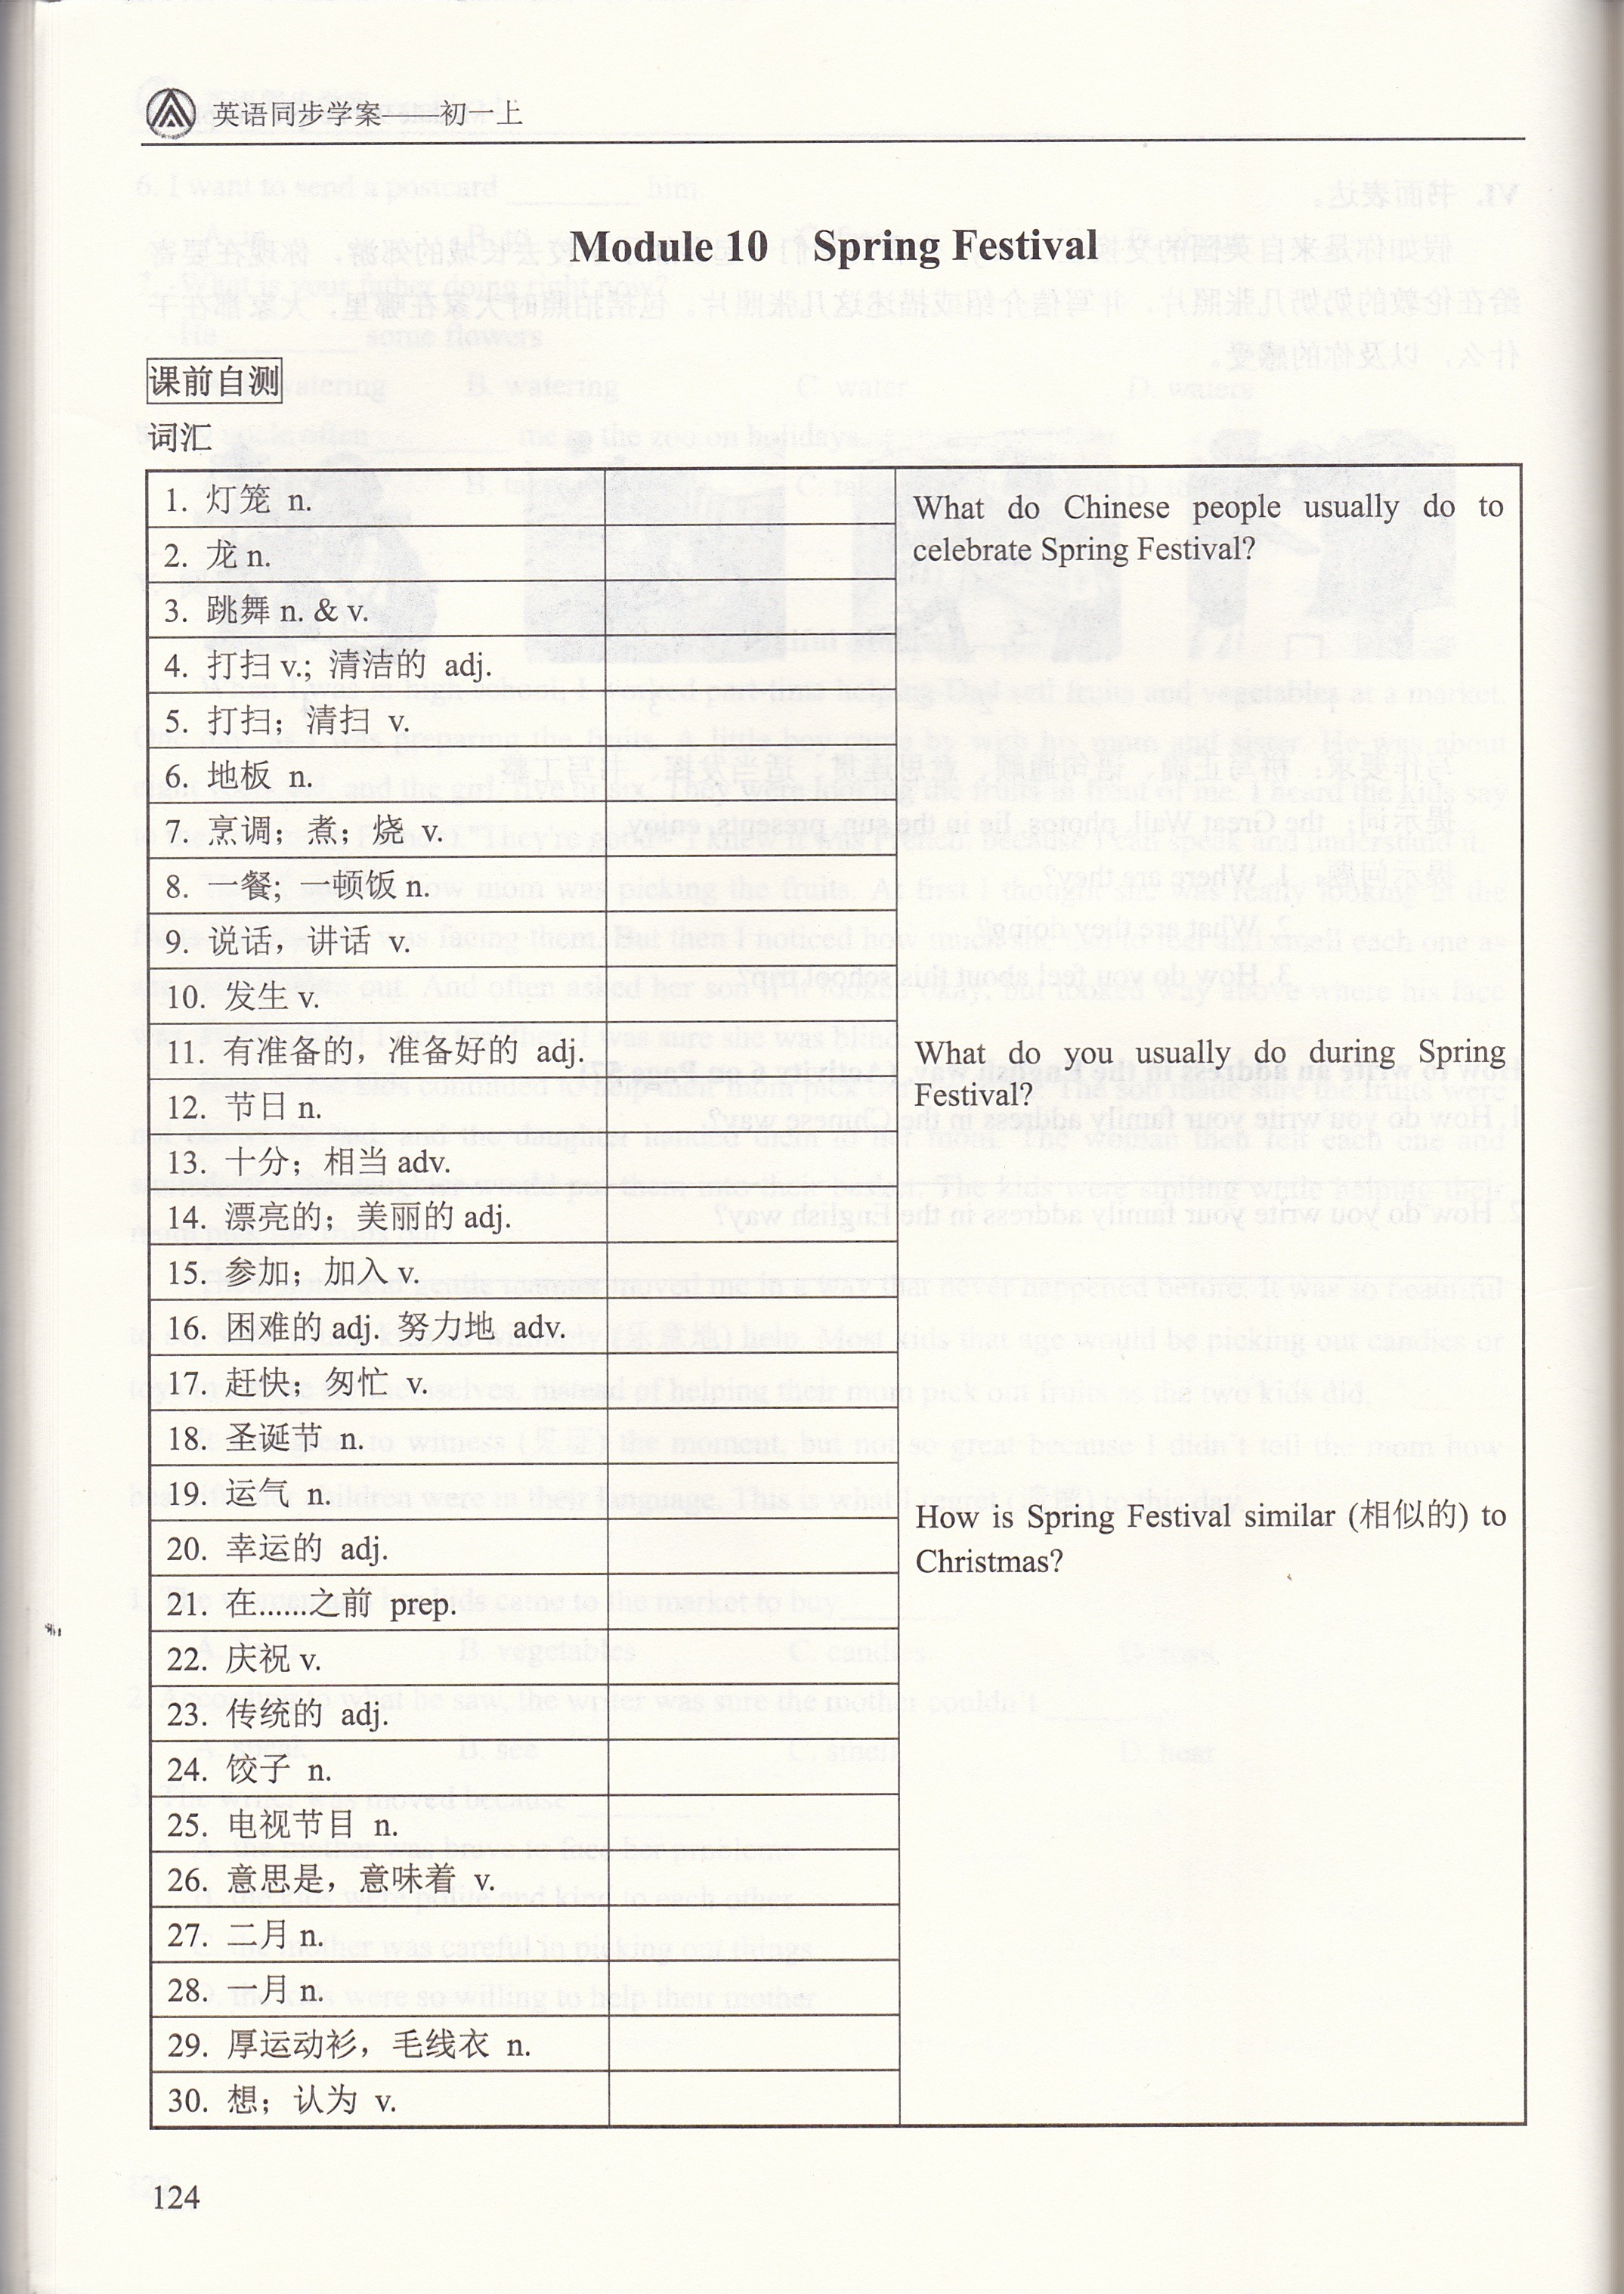 英语同步学案——初一上
Module 10 Spring Festival
课前自测
词汇
1. 灯笼 n.
2. 龙 n.
3. 跳舞 n. & v.
4. 打扫 v.; 清洁的 adj.
5. 打扫；清扫 v.
6. 地板 n.
7. 烹调；煮；烧 v.
8. 一餐; 一顿饭 n.
9. 说话，讲话 v.
10. 发生 v.
11. 有准备的，准备好的 adj.
12. 节日 n.
13. 十分；相当 adv.
14. 漂亮的；美丽的 adj.
15. 参加；加入 v.
16. 困难的 adj. 努力地 adv.
17. 赶快；匆忙 v.
18. 圣诞节 n.
19. 运气 n.
20. 幸运的 adj.
21. 在......之前 prep.
22. 庆祝 v.
23. 传统的 adj.
24. 饺子 n.
25. 电视节目 n.
26. 意思是，意味着 v.
27. 二月 n.
28. 一月 n.
29. 厚运动衫，毛线衣 n.
30. 想；认为 v.
What do Chinese people usually do to
celebrate Spring Festival?
What do you usually do during Spring
Festival?
How is Spring Festival similar (相似的) to
Christmas?
124